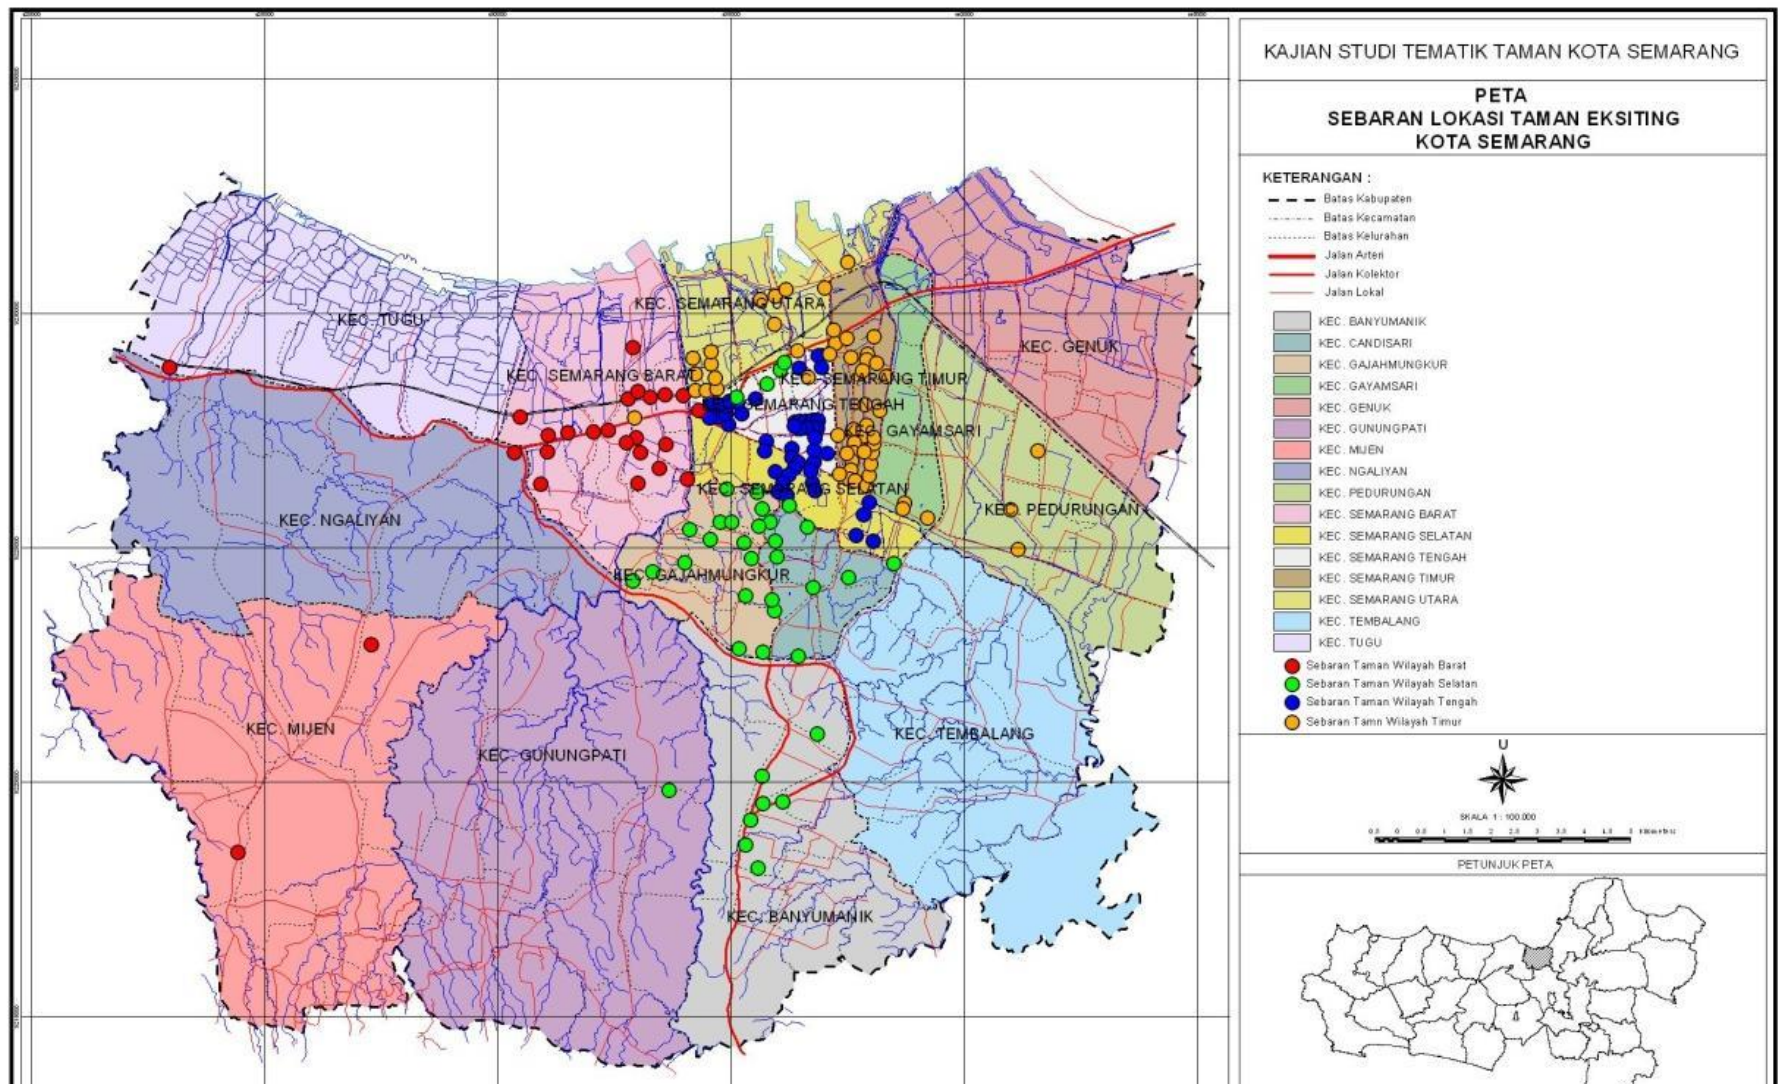 KAJIAN STUDI TEMATIK TAMAN KOTA SEMARANG
PETA
SEBARAN LOKASI TAMAN EKSITING
KOTA SEMARANG
KETERANGAN :
Batas Kabupaten
Batas Kecamatan
Batas Kelurahan
Jalan Arteri
Jalan Kolektor
Jalan Lokal
KEC. BANYUMANIK
KEC. CANDISARI
KEC. GAJAHMUNGKUR
KEC. GAYAMSARI
KEC. GENUK
KEC. GUNUNGPATI
KEC. MIJEN
KEC. NGALIYAN
KEC. PEDURUNGAN
KEC. SEMARANG BARAT
KEC. SEMARANG SELATAN
KEC. SEMARANG TENGAH
KEC. SEMARANG TIMUR
KEC. SEMARANG UTARA
KEC. TEMBALANG
KEC. TUGU
Sebaran Taman Wilayah Barat
Sebaran Taman Wilayah Selatan
Sebaran Taman Wilayah Tengah
Sebaran Tamn Wilayah Timur
U
SKALA 1 : 100.000
PETUNJUK PETA
KEC. SEMARANG UTARA
KEC. TUGU
KEC. GENUK
KEC. SEMARANG BARAT
KEC. SEMARANG TIMUR
SEMARANG TENGAH
KEC. GAYAMSARI
KEC. SEMARANG SELATAN
KEC. PEDURUNGAN
KEC. NGALIYAN
KEC. GAJAHMUNGKUR
KEC. MIJEN
KEC. TEMBALANG
KEC. GUNUNGPATI
KEC. BANYUMANIK